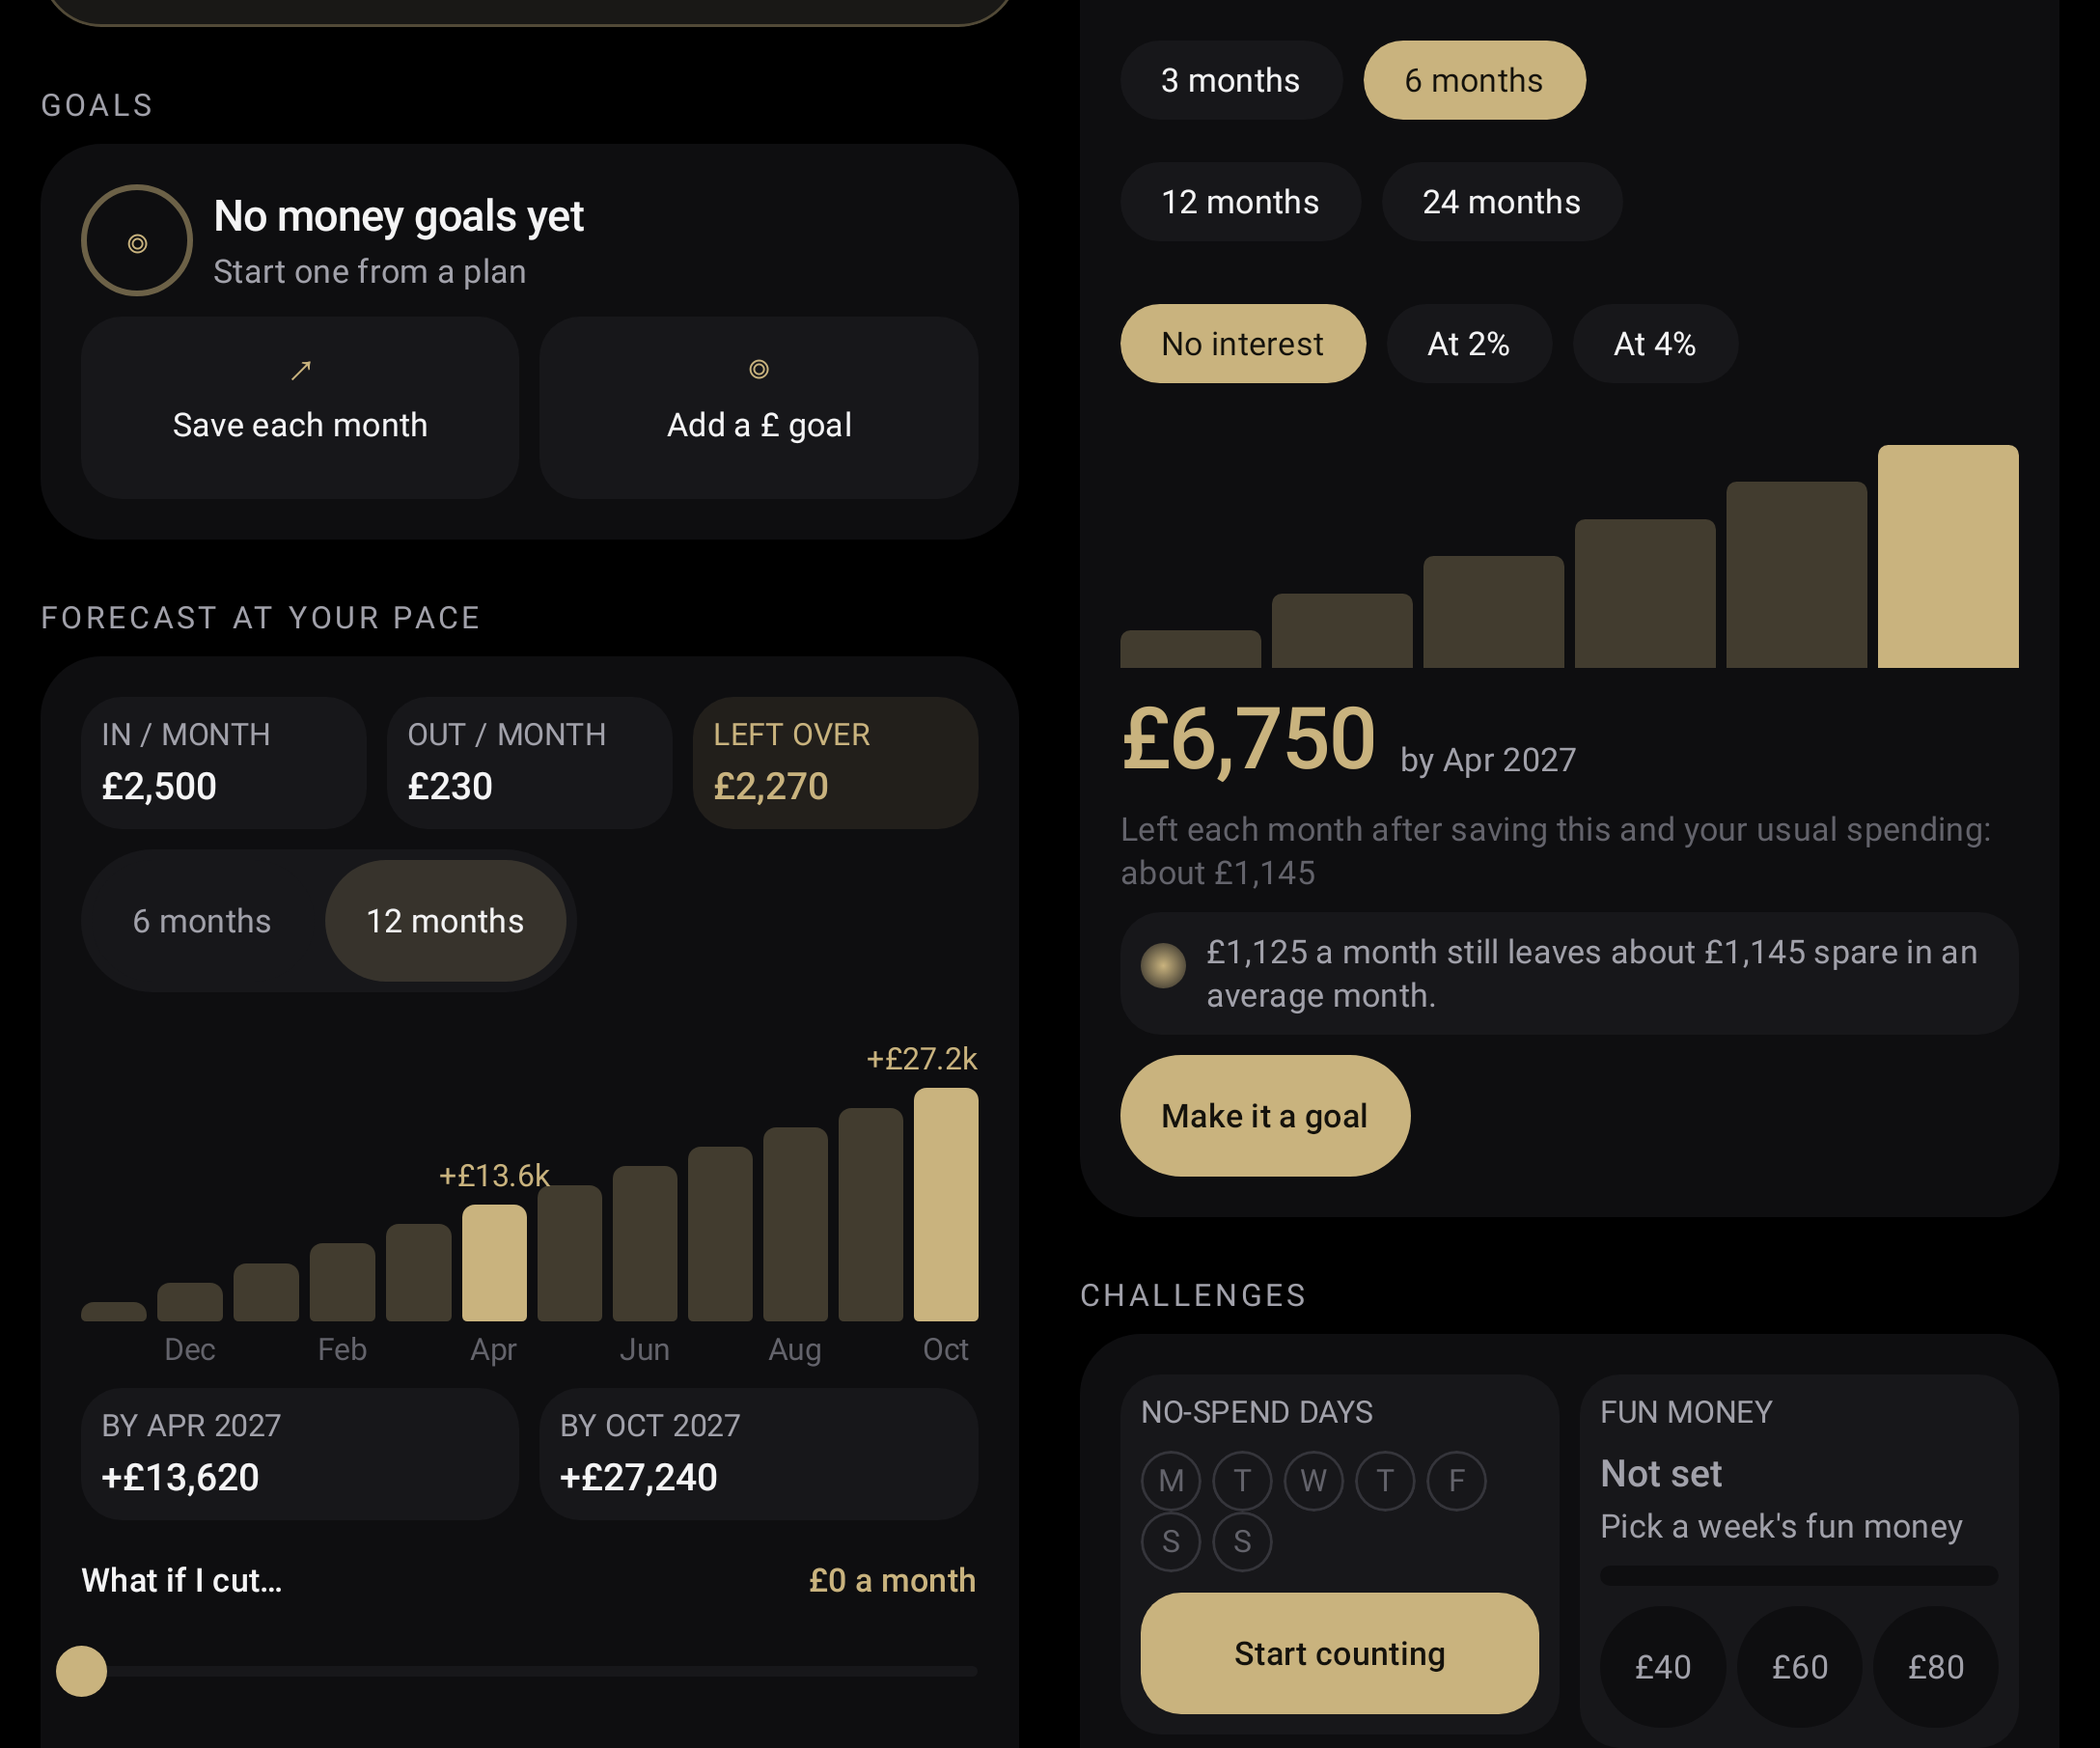 GOALS
No money goals yet
Start one from a plan
Save each month
Add a £ goal
FORECAST AT YOUR PACE
IN / MONTH
£2,500
OUT / MONTH
£230
LEFT OVER
£2,270
6 months
12 months
+£27.2k
+£13.6k
Dec Feb Apr Jun Aug Oct
BY APR 2027
+£13,620
BY OCT 2027
+£27,240
What if I cut…
£0 a month
3 months
6 months
12 months
24 months
No interest
At 2%
At 4%
£6,750 by Apr 2027
Left each month after saving this and your usual spending:
about £1,145
£1,125 a month still leaves about £1,145 spare in an
average month.
Make it a goal
CHALLENGES
NO-SPEND DAYS
M T W T F
S S
Start counting
FUN MONEY
Not set
Pick a week's fun money
£40 £60 £80